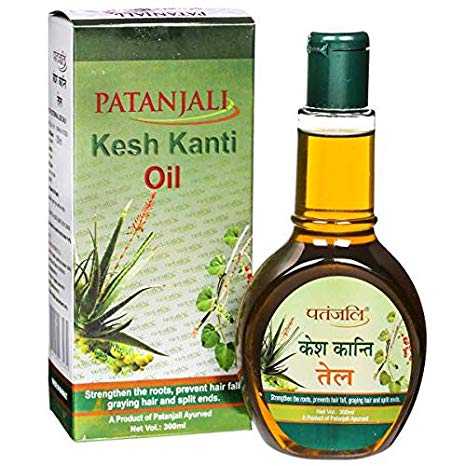 PATANJALI
Kesh Kanti
Oil
Strengthen the roots, prevent hair fall,
graying hair and split ends.
A Product of Patanjali Ayurved
Net Vol.: 300ml
पतंजलि
केश कान्ति
तेल
Strengthen the roots, prevent hair fall, graying hair and split ends.
Net Vol.: 300ml
A Product of Patanjali Ayurved